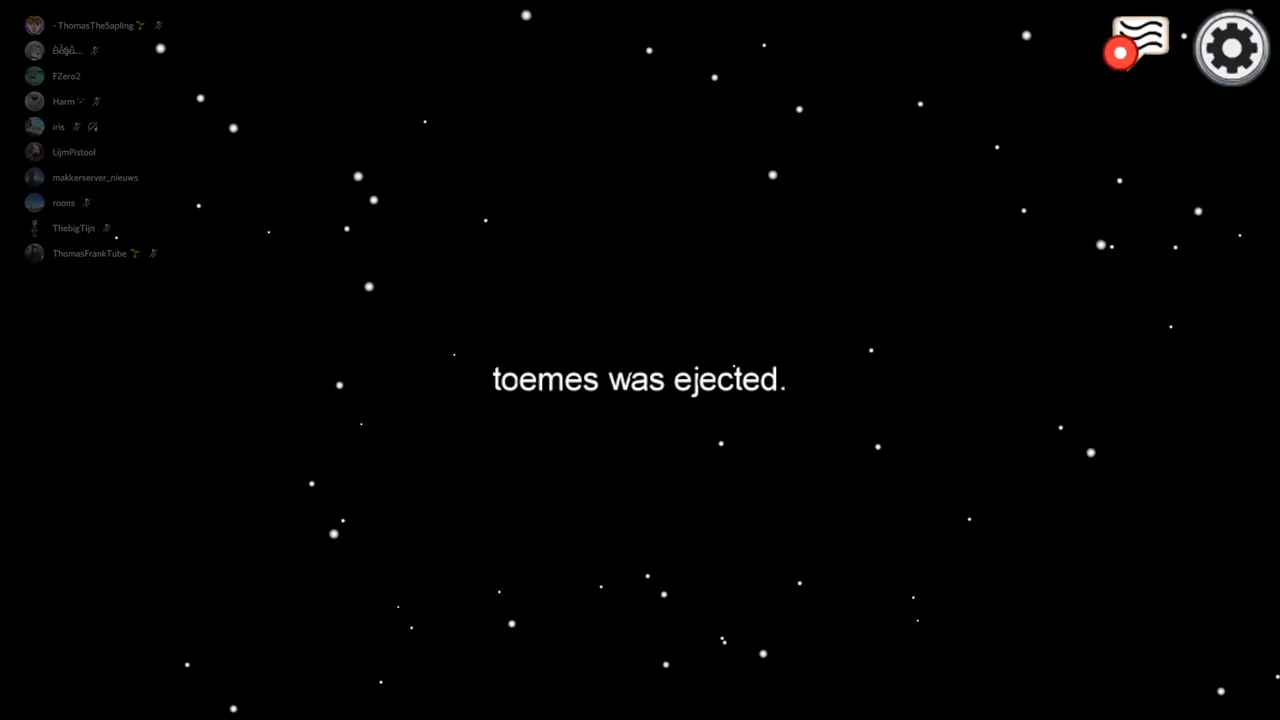 - ThomasTheSapling
FZero2
Harm '-'
iris
LijmPistool
makkerserver_nieuws
roons
ThebigTijn
ThomasFrankTube
toemes was ejected.